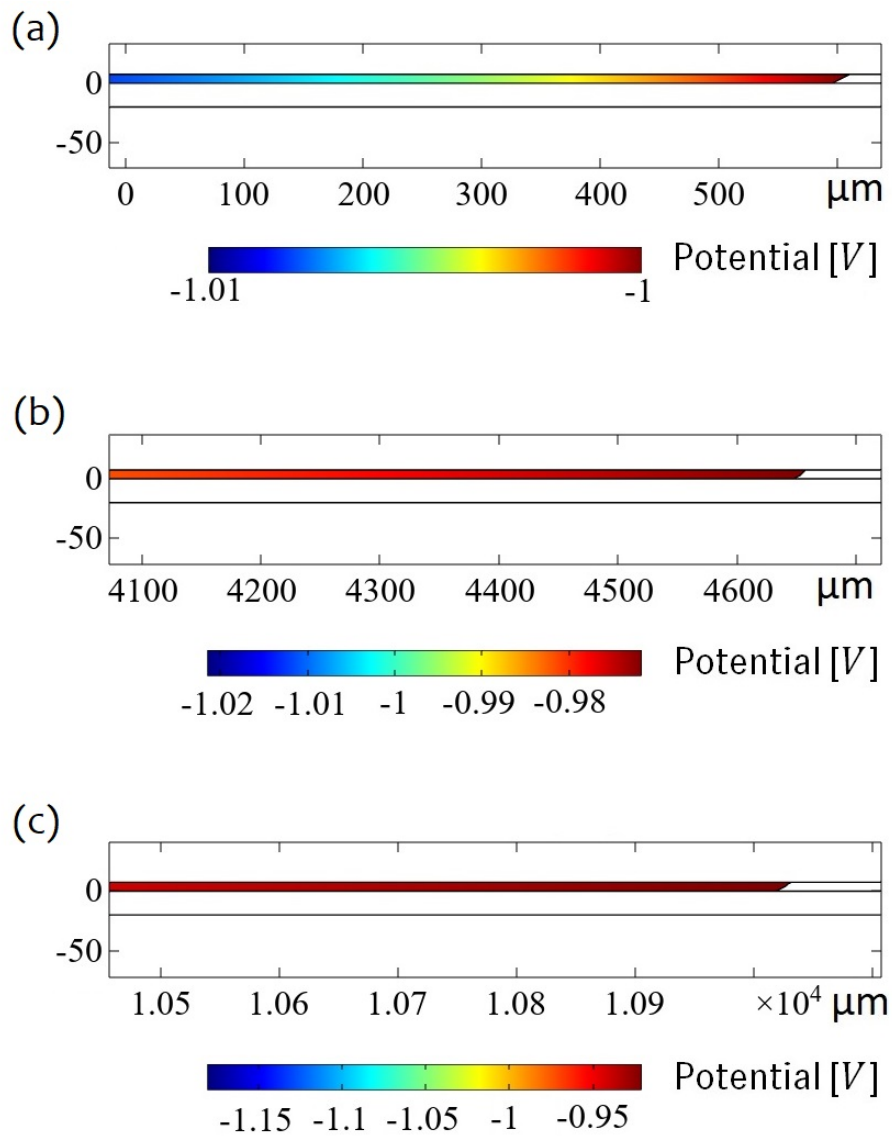 (a)
0
-50
0 100 200 300 400 500 μm
Potential [V]
-1.01 -1
(b)
0
-50
4100 4200 4300 4400 4500 4600 μm
Potential [V]
-1.02 -1.01 -1 -0.99 -0.98
(c)
0
-50
1.05 1.06 1.07 1.08 1.09 ×10⁴ μm
Potential [V]
-1.15 -1.1 -1.05 -1 -0.95